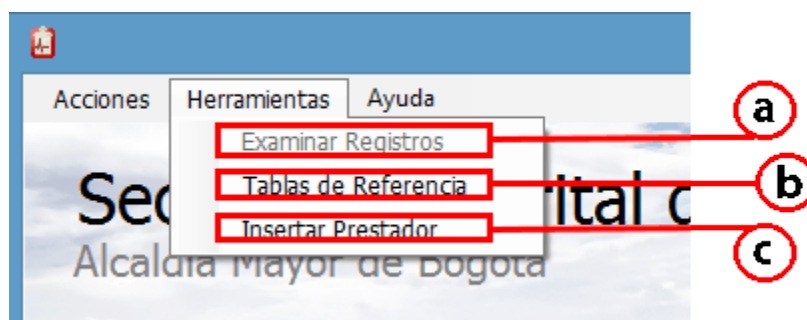 Acciones Herramientas Ayuda
Examinar Registros
a
Tablas de Referencia
b
Insertar Prestador
c
Sec rital d
Alcaldía Mayor de Bogotá